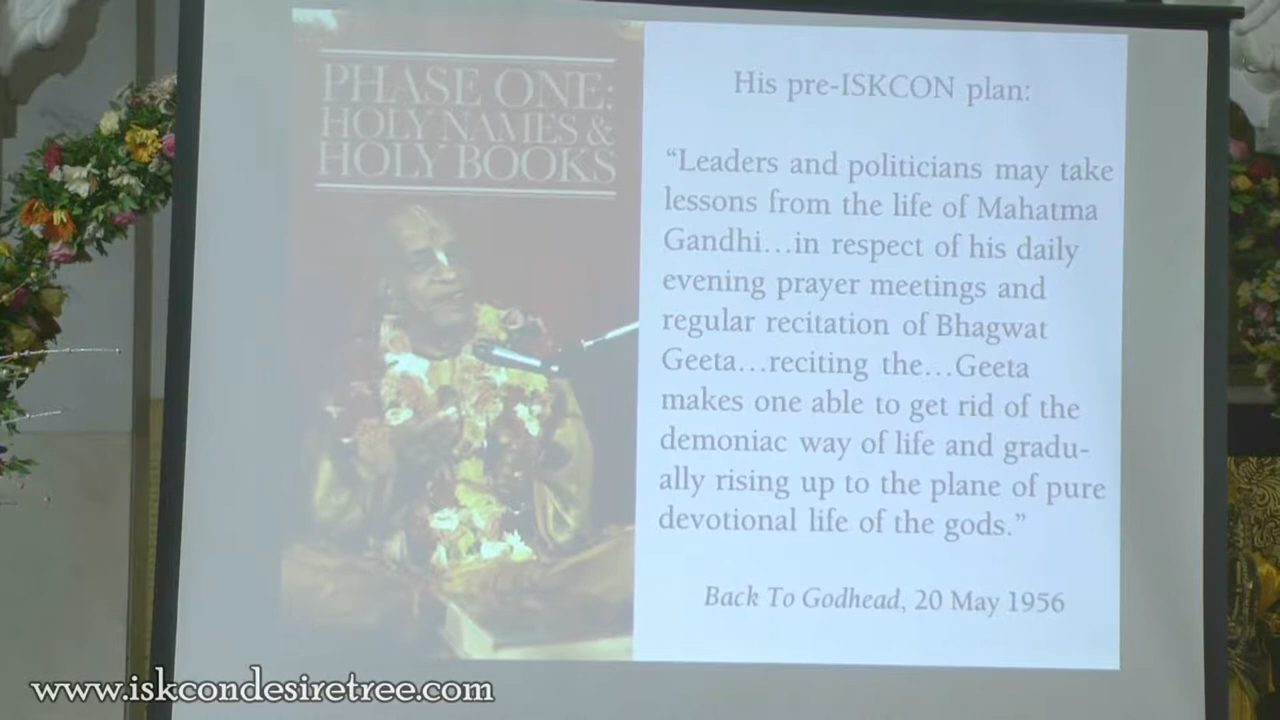 PHASE ONE:
HOLY NAMES &
HOLY BOOKS
His pre-ISKCON plan:
“Leaders and politicians may take
lessons from the life of Mahatma
Gandhi…in respect of his daily
evening prayer meetings and
regular recitation of Bhagwat
Geeta…reciting the…Geeta
makes one able to get rid of the
demoniac way of life and gradu-
ally rising up to the plane of pure
devotional life of the gods.”
Back To Godhead, 20 May 1956
www.iskcondesiretree.com